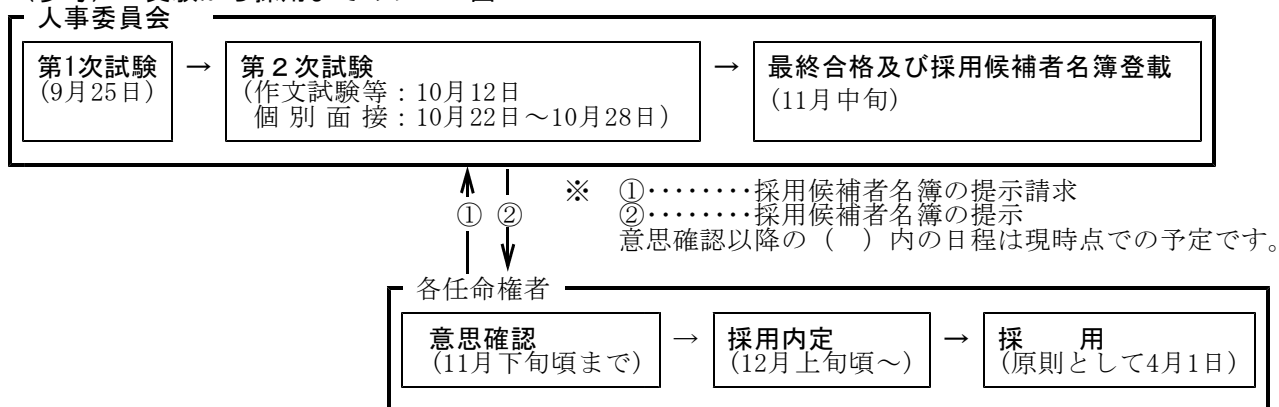 人事委員会
第1次試験 → 第２次試験 → 最終合格及び採用候補者名簿登載
(9月25日) (作文試験等：10月12日 (11月中旬)
個別面接：10月22日～10月28日)
※ ①‥‥‥‥採用候補者名簿の提示請求
① ② ②‥‥‥‥採用候補者名簿の提示
意思確認以降の（　）内の日程は現時点での予定です。
各任命権者
意思確認 → 採用内定 → 採　　用
(11月下旬頃まで) (12月上旬頃～) (原則として4月1日)